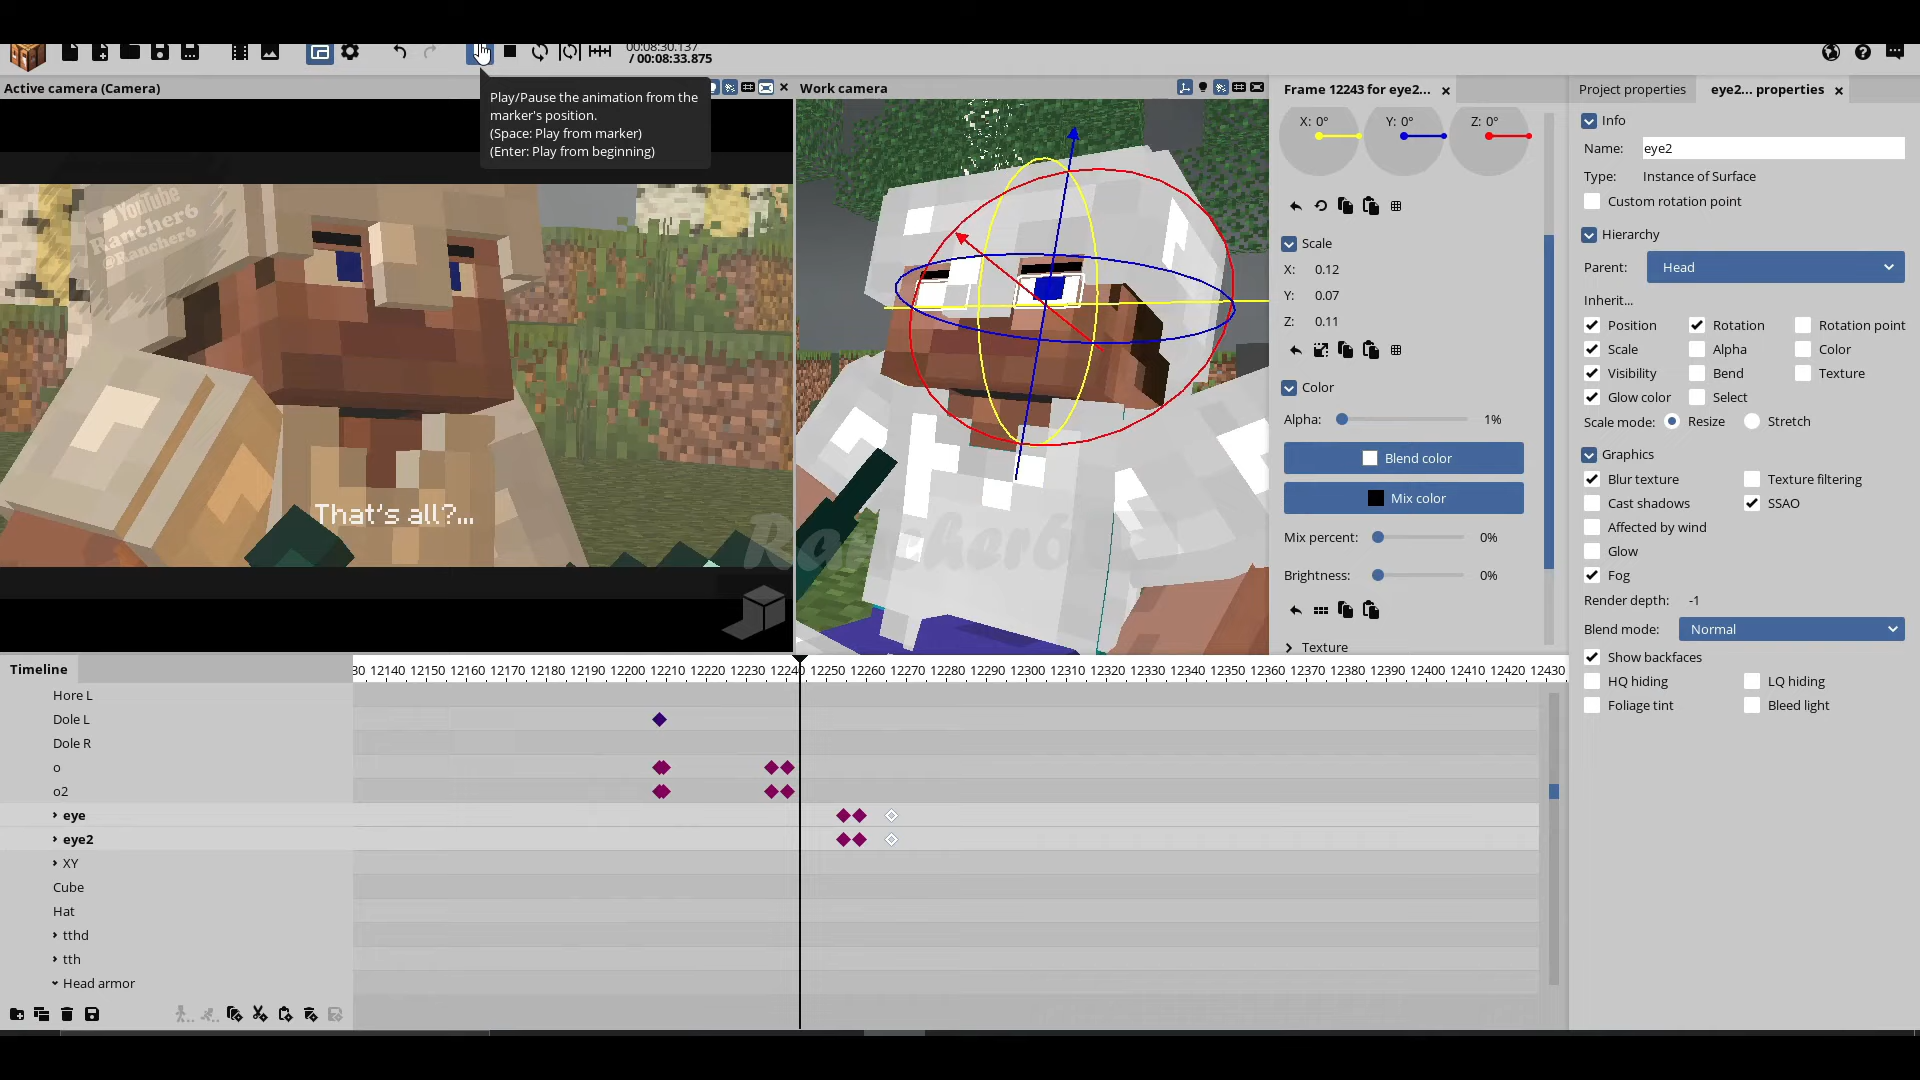 00:08:30.137
/ 00:08:33.875
Active camera (Camera)
Play/Pause the animation from the
marker's position.
(Space: Play from marker)
(Enter: Play from beginning)
Work camera
Frame 12243 for eye2...
Project properties
eye2... properties
YouTube
Rancher6
@Rancher6
That's all?...
Rancher6
X: 0°
Y: 0°
Z: 0°
Scale
X: 0.12
Y: 0.07
Z: 0.11
Color
Alpha: 1%
Blend color
Mix color
Mix percent: 0%
Brightness: 0%
Texture
Info
Name: eye2
Type: Instance of Surface
Custom rotation point
Hierarchy
Parent: Head
Inherit...
Position Rotation Rotation point
Scale Alpha Color
Visibility Bend Texture
Glow color Select
Scale mode: Resize Stretch
Graphics
Blur texture Texture filtering
Cast shadows SSAO
Affected by wind
Glow
Fog
Render depth: -1
Blend mode: Normal
Show backfaces
HQ hiding LQ hiding
Foliage tint Bleed light
Timeline
30 12140 12150 12160 12170 12180 12190 12200 12210 12220 12230 12240 12250 12260 12270 12280 12290 12300 12310 12320 12330 12340 12350 12360 12370 12380 12390 12400 12410 12420 12430
Hore L
Dole L
Dole R
o
o2
eye
eye2
XY
Cube
Hat
tthd
tth
Head armor